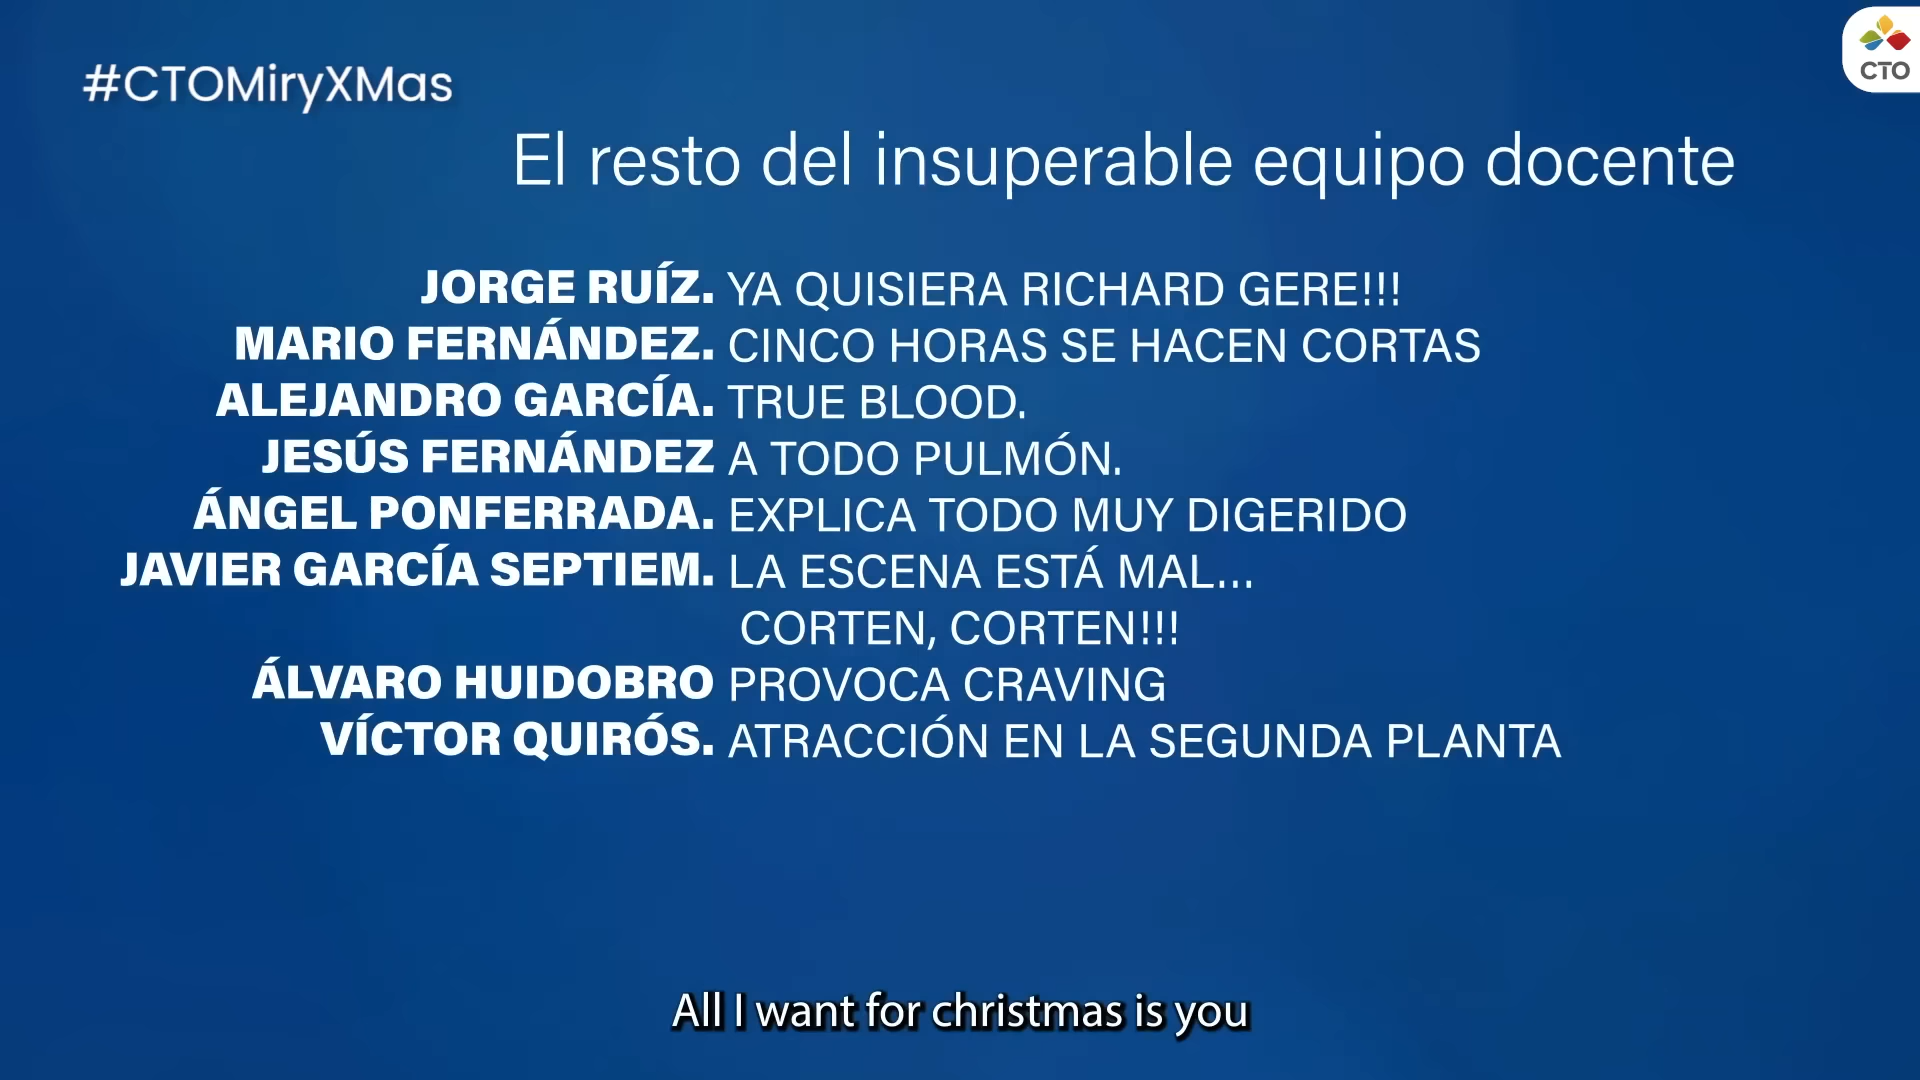 #CTOMiryXMas
CTO
El resto del insuperable equipo docente
JORGE RUÍZ. YA QUISIERA RICHARD GERE!!!
MARIO FERNÁNDEZ. CINCO HORAS SE HACEN CORTAS
ALEJANDRO GARCÍA. TRUE BLOOD.
JESÚS FERNÁNDEZ A TODO PULMÓN.
ÁNGEL PONFERRADA. EXPLICA TODO MUY DIGERIDO
JAVIER GARCÍA SEPTIEM. LA ESCENA ESTÁ MAL...
CORTEN, CORTEN!!!
ÁLVARO HUIDOBRO PROVOCA CRAVING
VÍCTOR QUIRÓS. ATRACCIÓN EN LA SEGUNDA PLANTA
All I want for christmas is you